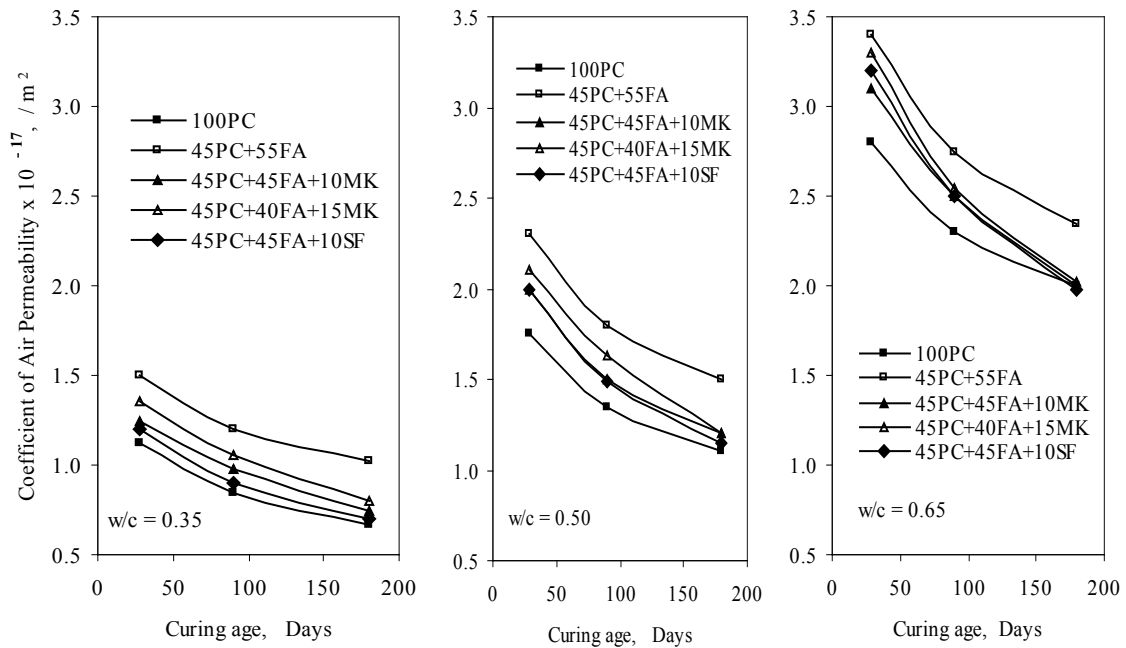 Coefficient of Air Permeability x 10 -17, / m 2
3.5
3.0
2.5
2.0
1.5
1.0
0.5
100PC
45PC+55FA
45PC+45FA+10MK
45PC+40FA+15MK
45PC+45FA+10SF
w/c = 0.35
0 50 100 150 200
Curing age, Days
3.5
3.0
2.5
2.0
1.5
1.0
0.5
100PC
45PC+55FA
45PC+45FA+10MK
45PC+40FA+15MK
45PC+45FA+10SF
w/c = 0.50
0 50 100 150 200
Curing age, Days
3.5
3.0
2.5
2.0
1.5
1.0
0.5
100PC
45PC+55FA
45PC+45FA+10MK
45PC+40FA+15MK
45PC+45FA+10SF
w/c = 0.65
0 50 100 150 200
Curing age, Days